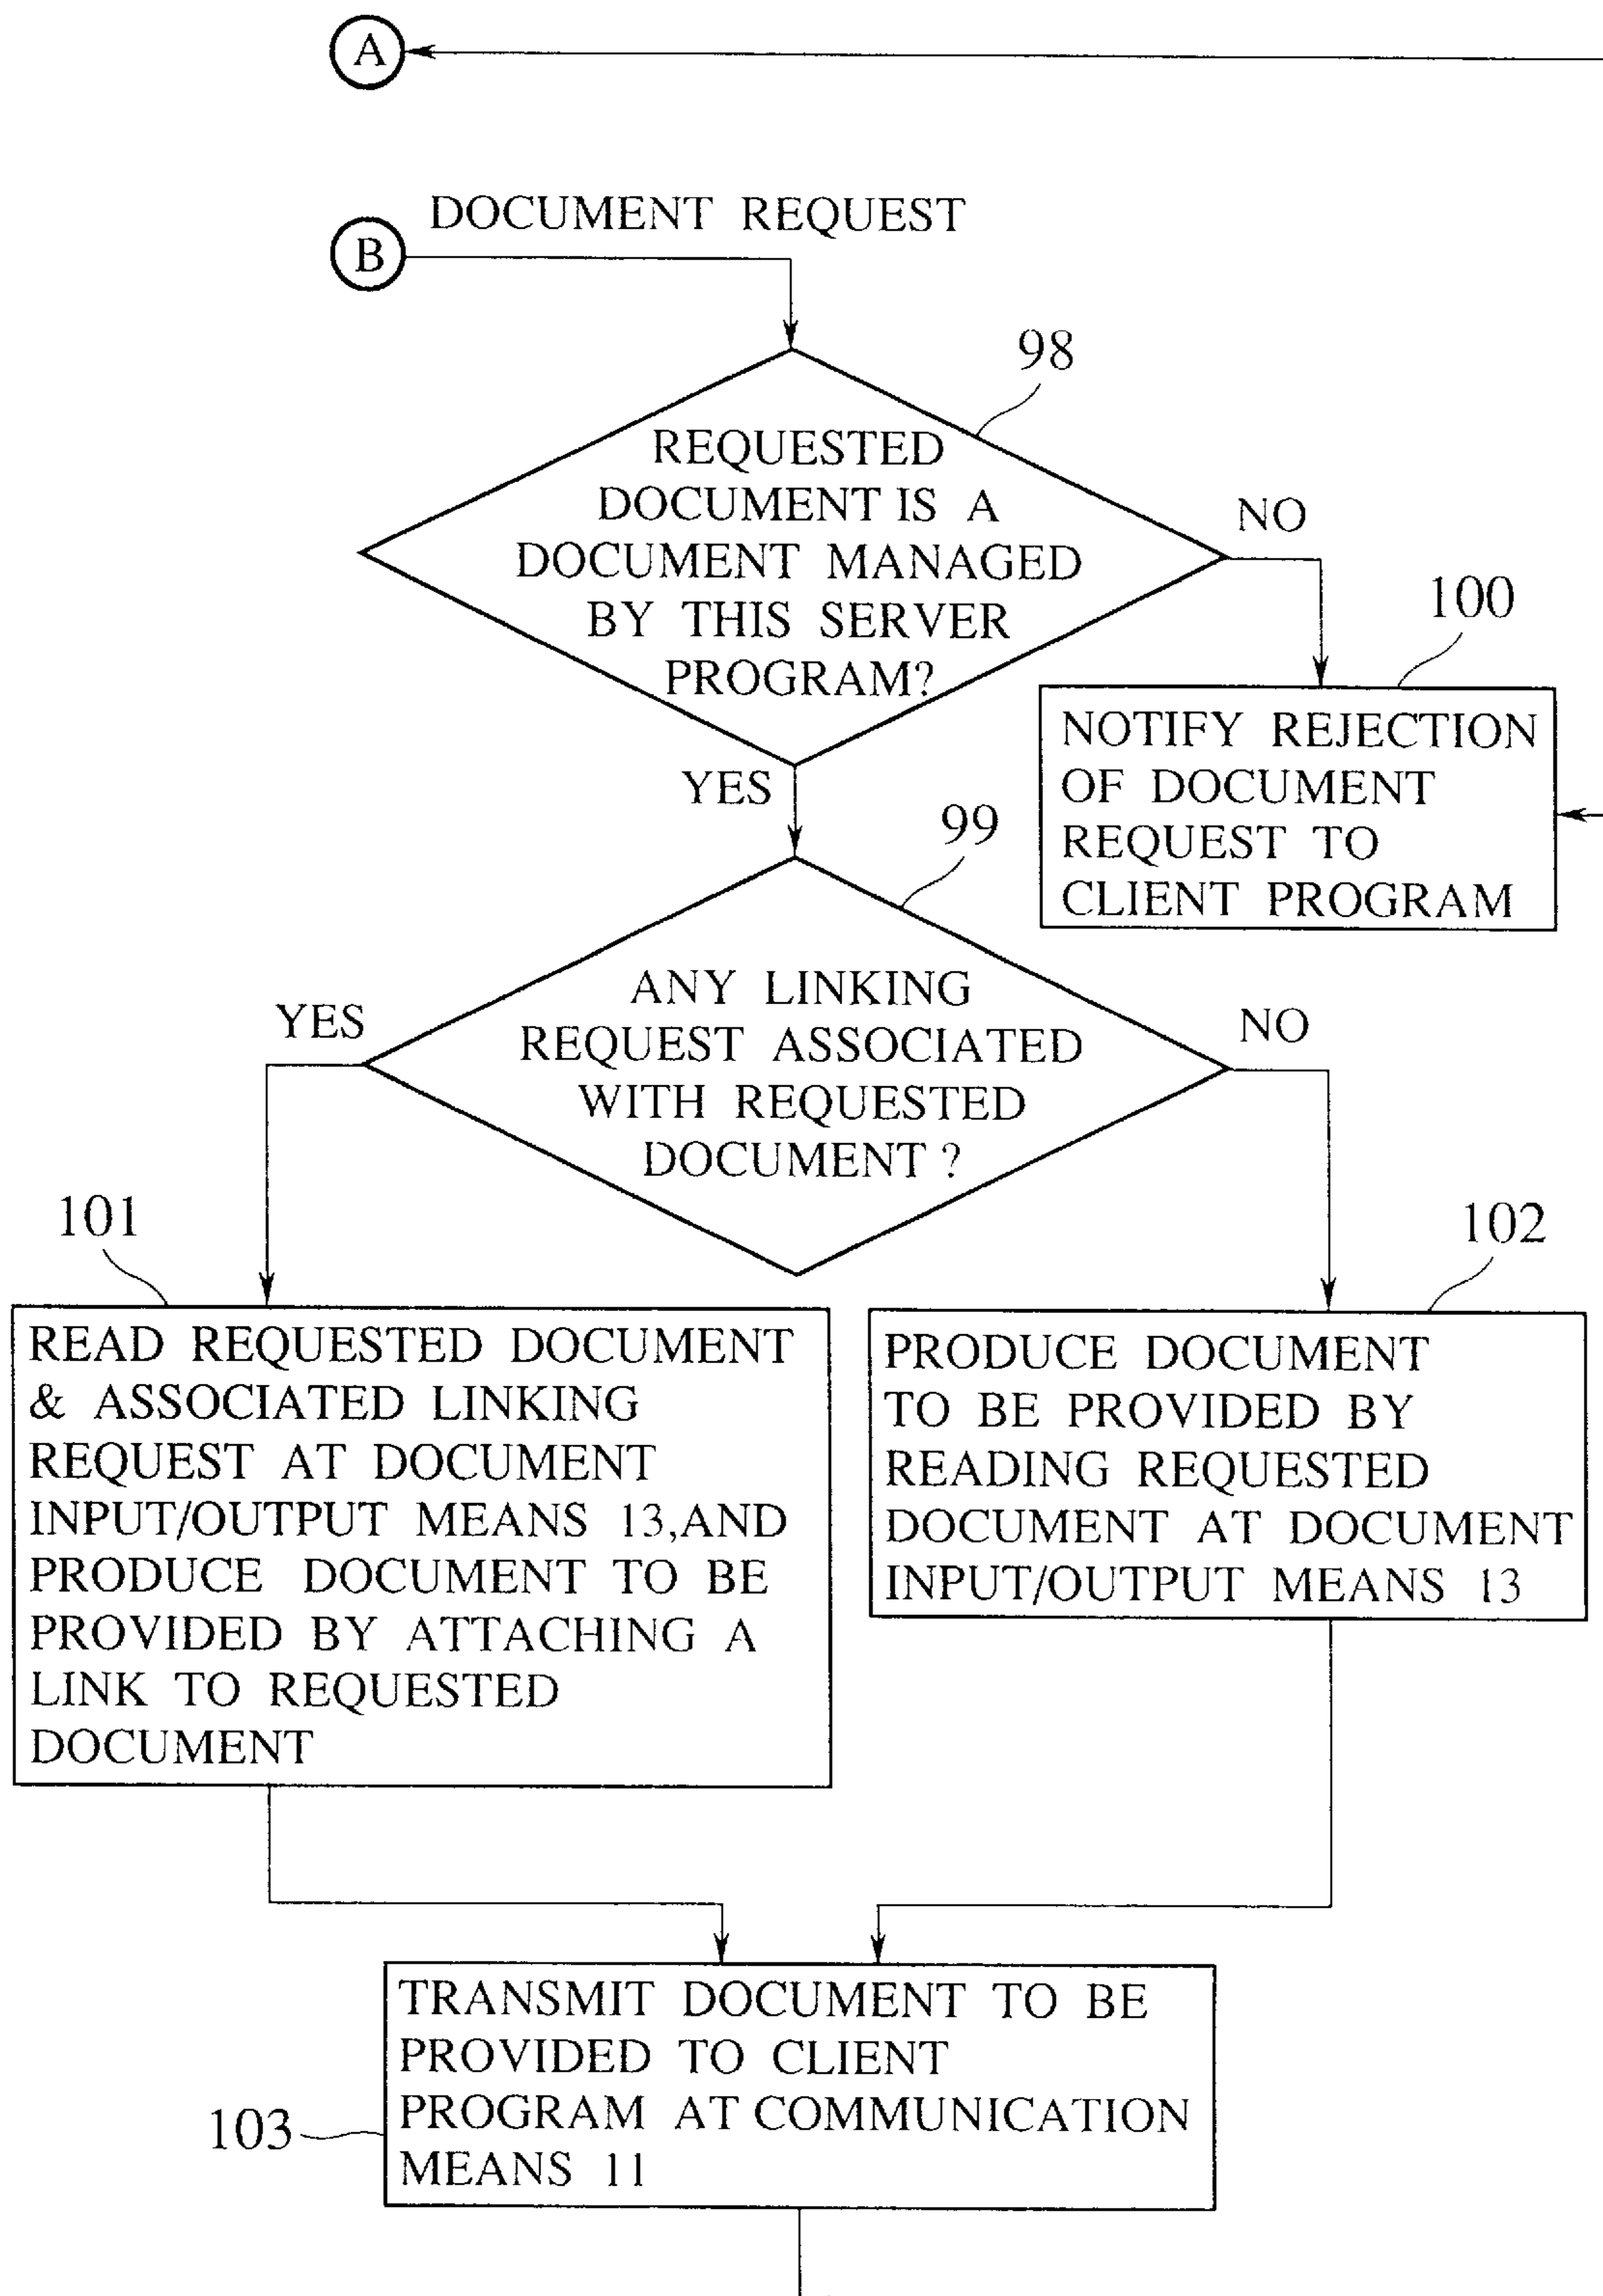 A
DOCUMENT REQUEST
B
98
REQUESTED
DOCUMENT IS A
DOCUMENT MANAGED
BY THIS SERVER
PROGRAM?
NO
100
NOTIFY REJECTION
OF DOCUMENT
REQUEST TO
CLIENT PROGRAM
YES
99
ANY LINKING
REQUEST ASSOCIATED
WITH REQUESTED
DOCUMENT ?
YES
NO
101
READ REQUESTED DOCUMENT
& ASSOCIATED LINKING
REQUEST AT DOCUMENT
INPUT/OUTPUT MEANS 13,AND
PRODUCE DOCUMENT TO BE
PROVIDED BY ATTACHING A
LINK TO REQUESTED
DOCUMENT
102
PRODUCE DOCUMENT
TO BE PROVIDED BY
READING REQUESTED
DOCUMENT AT DOCUMENT
INPUT/OUTPUT MEANS 13
TRANSMIT DOCUMENT TO BE
PROVIDED TO CLIENT
PROGRAM AT COMMUNICATION
MEANS 11
103